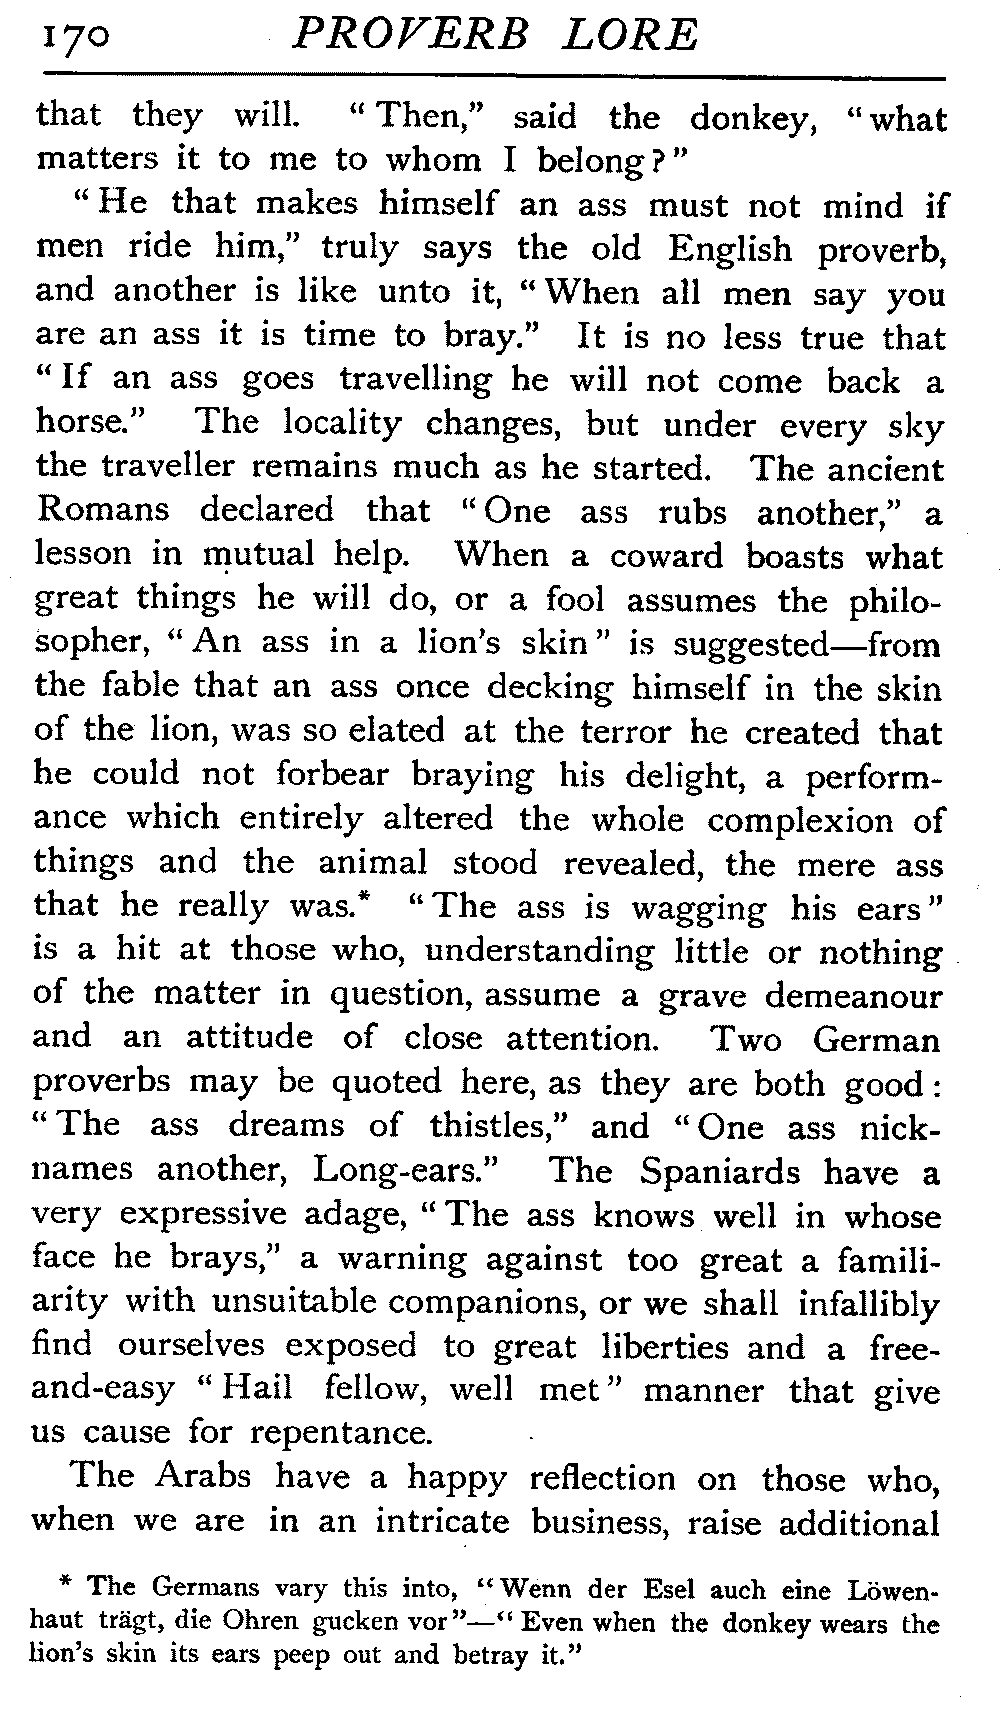 170 PROVERB LORE
that they will. "Then," said the donkey, "what
matters it to me to whom I belong?"
"He that makes himself an ass must not mind if
men ride him," truly says the old English proverb,
and another is like unto it, "When all men say you
are an ass it is time to bray." It is no less true that
"If an ass goes travelling he will not come back a
horse." The locality changes, but under every sky
the traveller remains much as he started. The ancient
Romans declared that "One ass rubs another," a
lesson in mutual help. When a coward boasts what
great things he will do, or a fool assumes the philo-
sopher, "An ass in a lion's skin" is suggested—from
the fable that an ass once decking himself in the skin
of the lion, was so elated at the terror he created that
he could not forbear braying his delight, a perform-
ance which entirely altered the whole complexion of
things and the animal stood revealed, the mere ass
that he really was.* "The ass is wagging his ears"
is a hit at those who, understanding little or nothing
of the matter in question, assume a grave demeanour
and an attitude of close attention. Two German
proverbs may be quoted here, as they are both good:
"The ass dreams of thistles," and "One ass nick-
names another, Long-ears." The Spaniards have a
very expressive adage, "The ass knows well in whose
face he brays," a warning against too great a famili-
arity with unsuitable companions, or we shall infallibly
find ourselves exposed to great liberties and a free-
and-easy "Hail fellow, well met" manner that give
us cause for repentance.
The Arabs have a happy reflection on those who,
when we are in an intricate business, raise additional
* The Germans vary this into, "Wenn der Esel auch eine Löwen-
haut trägt, die Ohren gucken vor"—"Even when the donkey wears the
lion's skin its ears peep out and betray it."